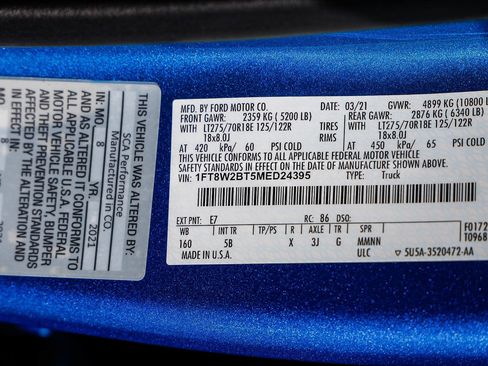 THIS VEHICLE WAS ALTERED BY
SCA Performance Inc.
IN: MO. 8 YR. 2021
AND AS ALTERED IT CONFORMS TO
ALL APPLICABLE U.S.A. FEDERAL
MOTOR VEHICLE SAFETY,
BUMPER AND THEFT
PREVENTION STANDARDS
AFFECTED BY THE ALTERATION AND
IN EFFECT IN: MO. 8
MFD. BY FORD MOTOR CO. 03/21 GVWR: 4899 KG (10800 LB
FRONT GAWR: 2359 KG ( 5200 LB) REAR GAWR: 2876 KG ( 6340 LB)
WITH LT275/70R18E 125/122R TIRES WITH LT275/70R18E 125/122R
18x8.0J RIMS 18x8.0J
AT 420 kPa/ 60 PSI COLD AT 450 kPa/ 65 PSI COLD
THIS VEHICLE CONFORMS TO ALL APPLICABLE FEDERAL MOTOR VEHICLE
SAFETY STANDARDS IN EFFECT ON THE DATE OF MANUFACTURE SHOWN ABOVE.
VIN: 1FT8W2BT5MED24395 TYPE: Truck
EXT PNT: E7 RC: 86 DSO:
WB INT TR TP/PS R AXLE TR SPR
160 5B X 3J G MMNN
MADE IN U.S.A. ULC 5U5A-3520472-AA
F0172
T0968